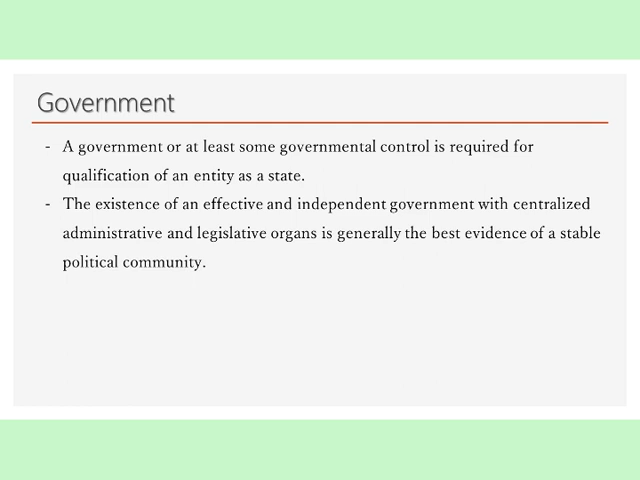 Government
- A government or at least some governmental control is required for
qualification of an entity as a state.
- The existence of an effective and independent government with centralized
administrative and legislative organs is generally the best evidence of a stable
political community.